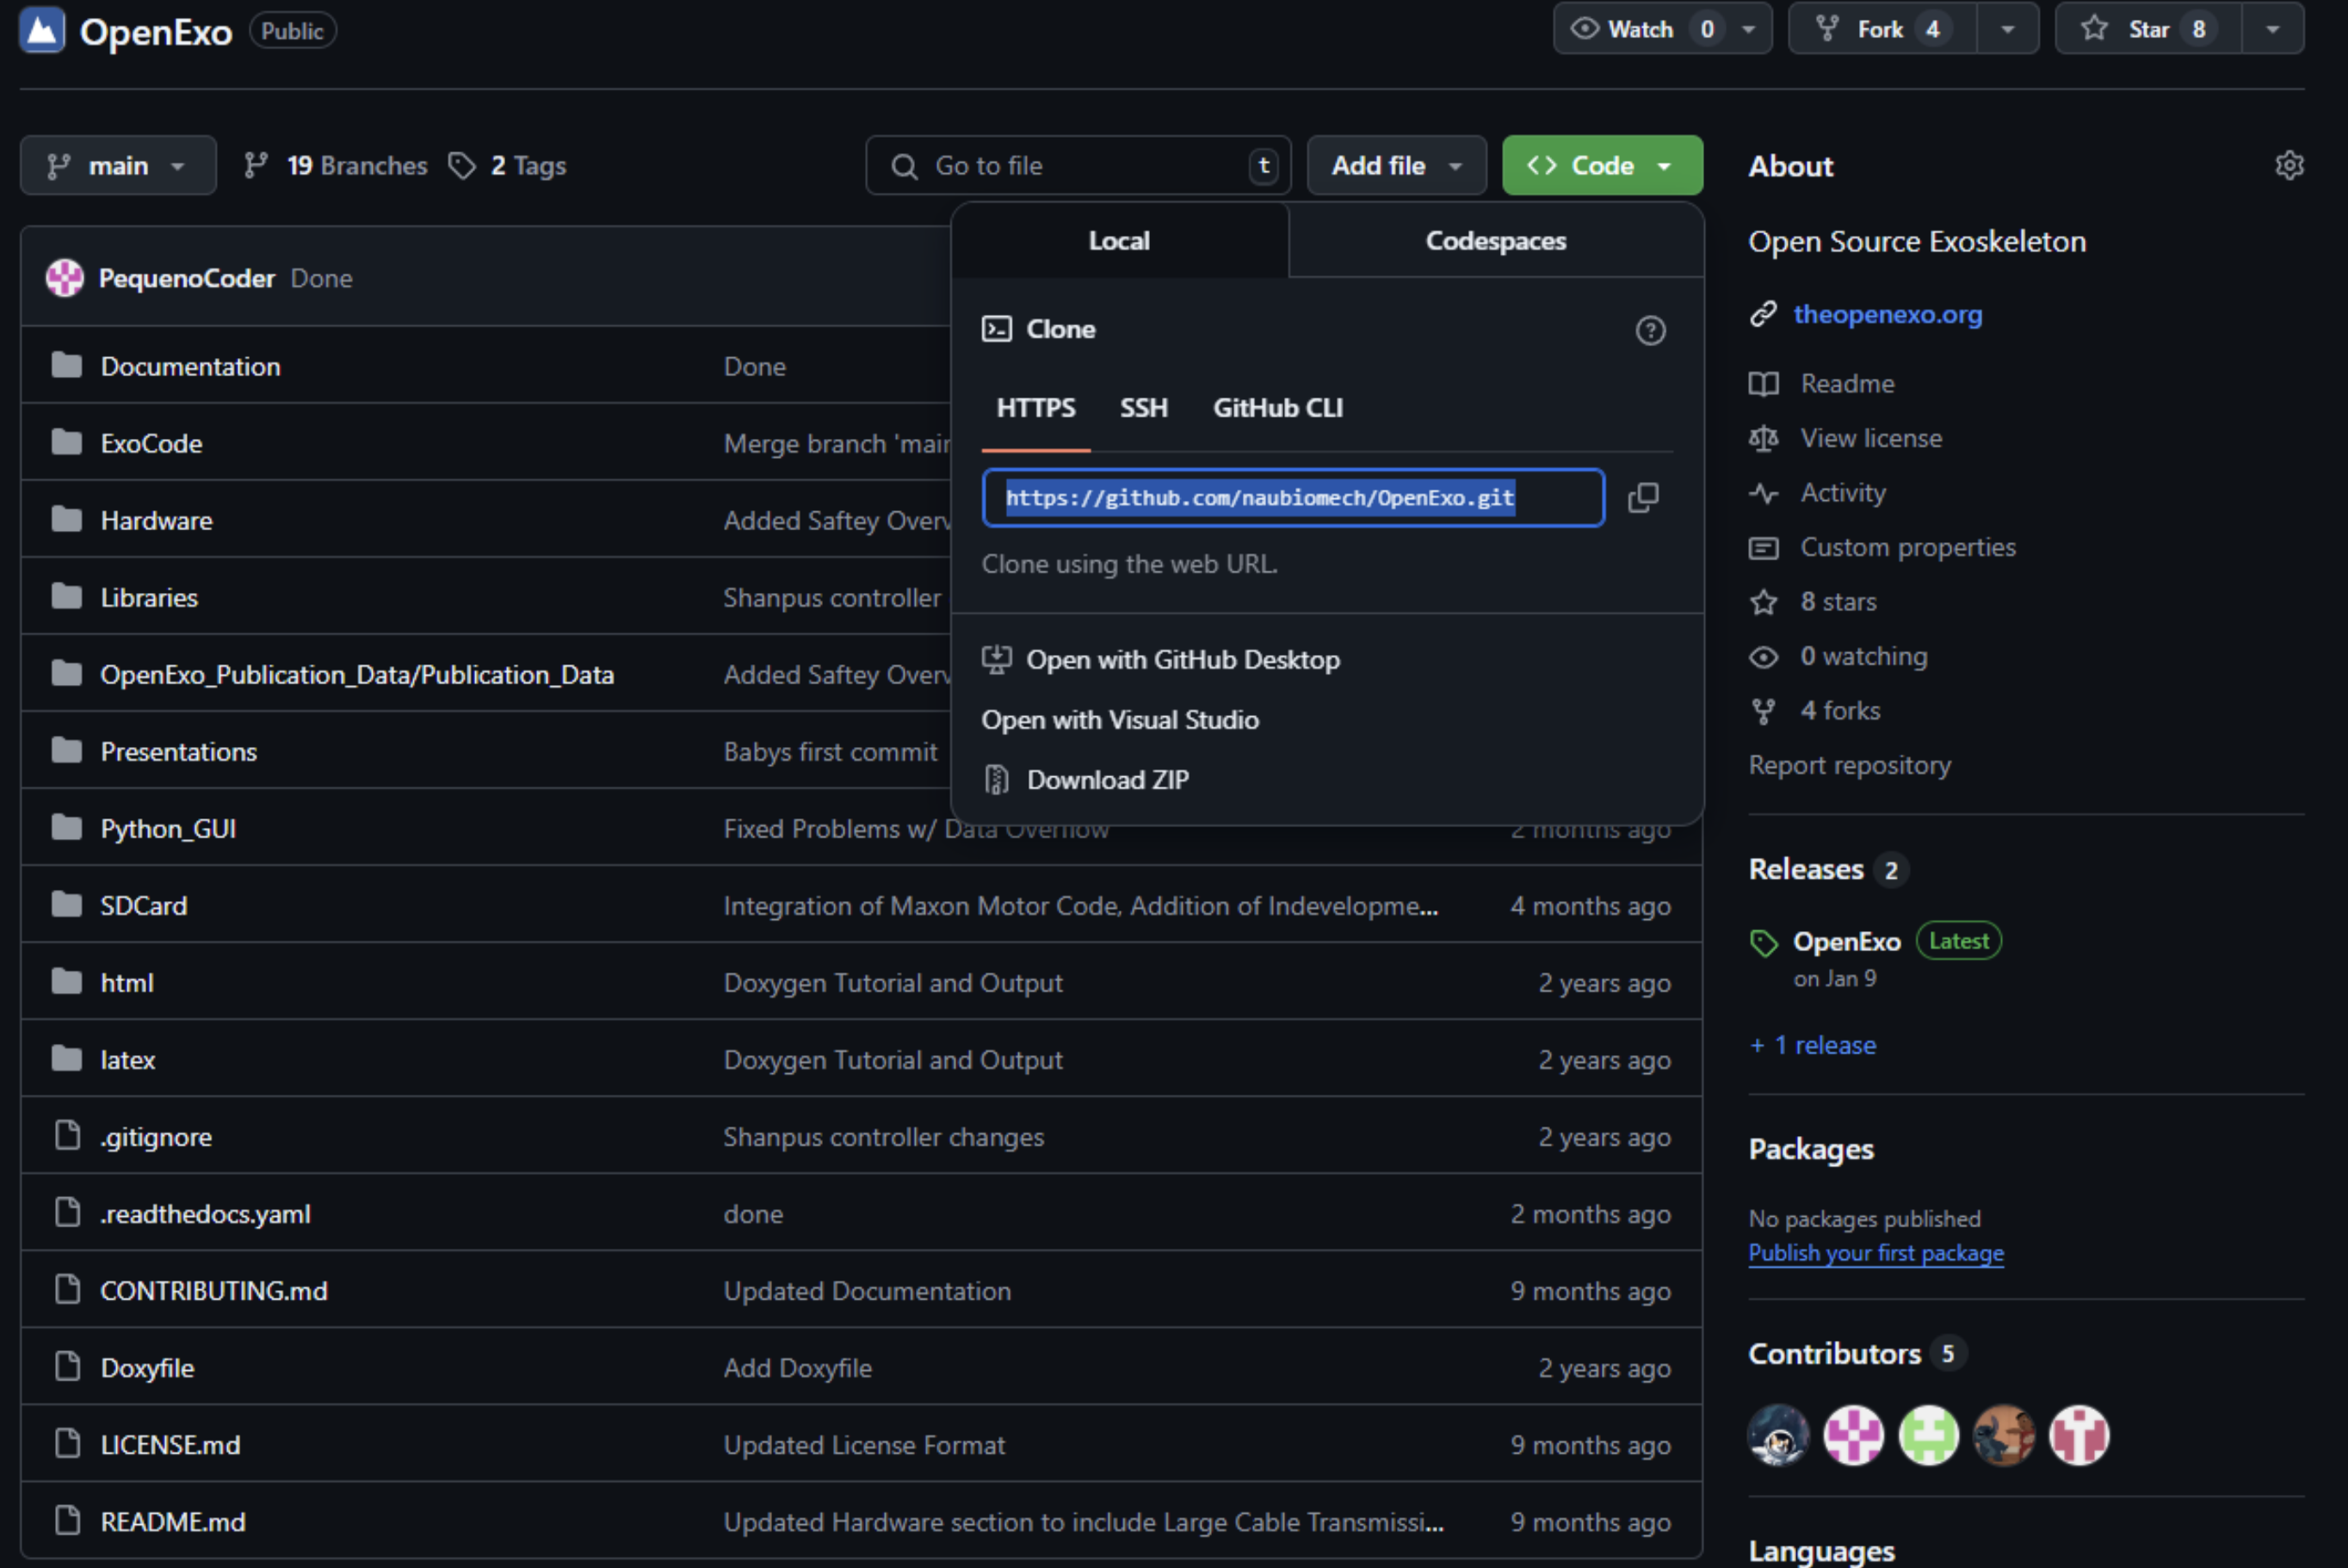 OpenExo Public Watch 0 Fork 4 Star 8
main 19 Branches 2 Tags Go to file t Add file Code
PequenoCoder Done
Documentation Done
ExoCode Merge branch 'main
Hardware Added Saftey Overv
Libraries Shanpus controller
OpenExo_Publication_Data/Publication_Data Added Saftey Overv
Presentations Babys first commit
Python_GUI Fixed Problems w/ Data Overflow 2 months ago
SDCard Integration of Maxon Motor Code, Addition of Indevelopme... 4 months ago
html Doxygen Tutorial and Output 2 years ago
latex Doxygen Tutorial and Output 2 years ago
.gitignore Shanpus controller changes 2 years ago
.readthedocs.yaml done 2 months ago
CONTRIBUTING.md Updated Documentation 9 months ago
Doxyfile Add Doxyfile 2 years ago
LICENSE.md Updated License Format 9 months ago
README.md Updated Hardware section to include Large Cable Transmissi... 9 months ago
Local Codespaces
Clone
HTTPS SSH GitHub CLI
https://github.com/naubiomech/OpenExo.git
Clone using the web URL.
Open with GitHub Desktop
Open with Visual Studio
Download ZIP
About
Open Source Exoskeleton
theopenexo.org
Readme
View license
Activity
Custom properties
8 stars
0 watching
4 forks
Report repository
Releases 2
OpenExo Latest
on Jan 9
+ 1 release
Packages
No packages published
Publish your first package
Contributors 5
Languages